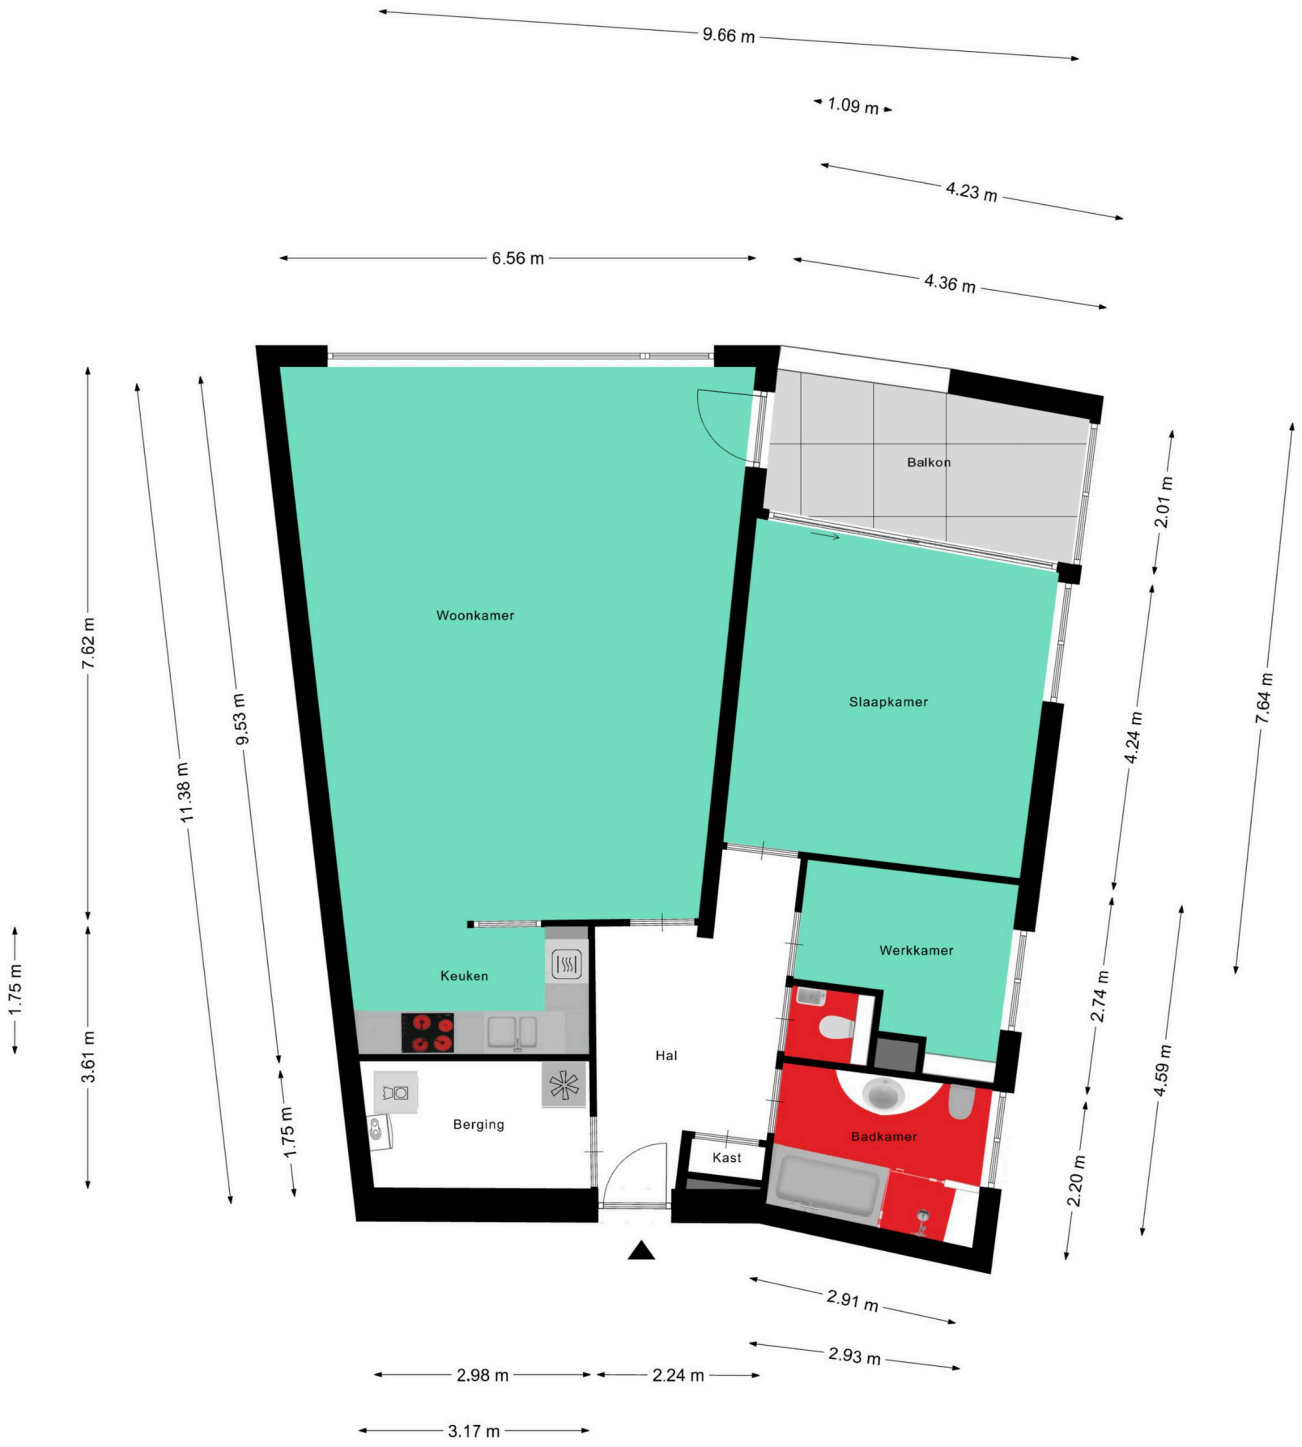 9.66 m
1.09 m
4.23 m
6.56 m
4.36 m
Balkon
2.01 m
Woonkamer
7.62 m
9.53 m
11.38 m
Slaapkamer
4.24 m
7.64 m
Werkkamer
Keuken
1.75 m
2.74 m
3.61 m
Hal
4.59 m
Berging
1.75 m
Badkamer
Kast
2.20 m
2.91 m
2.93 m
2.98 m
2.24 m
3.17 m